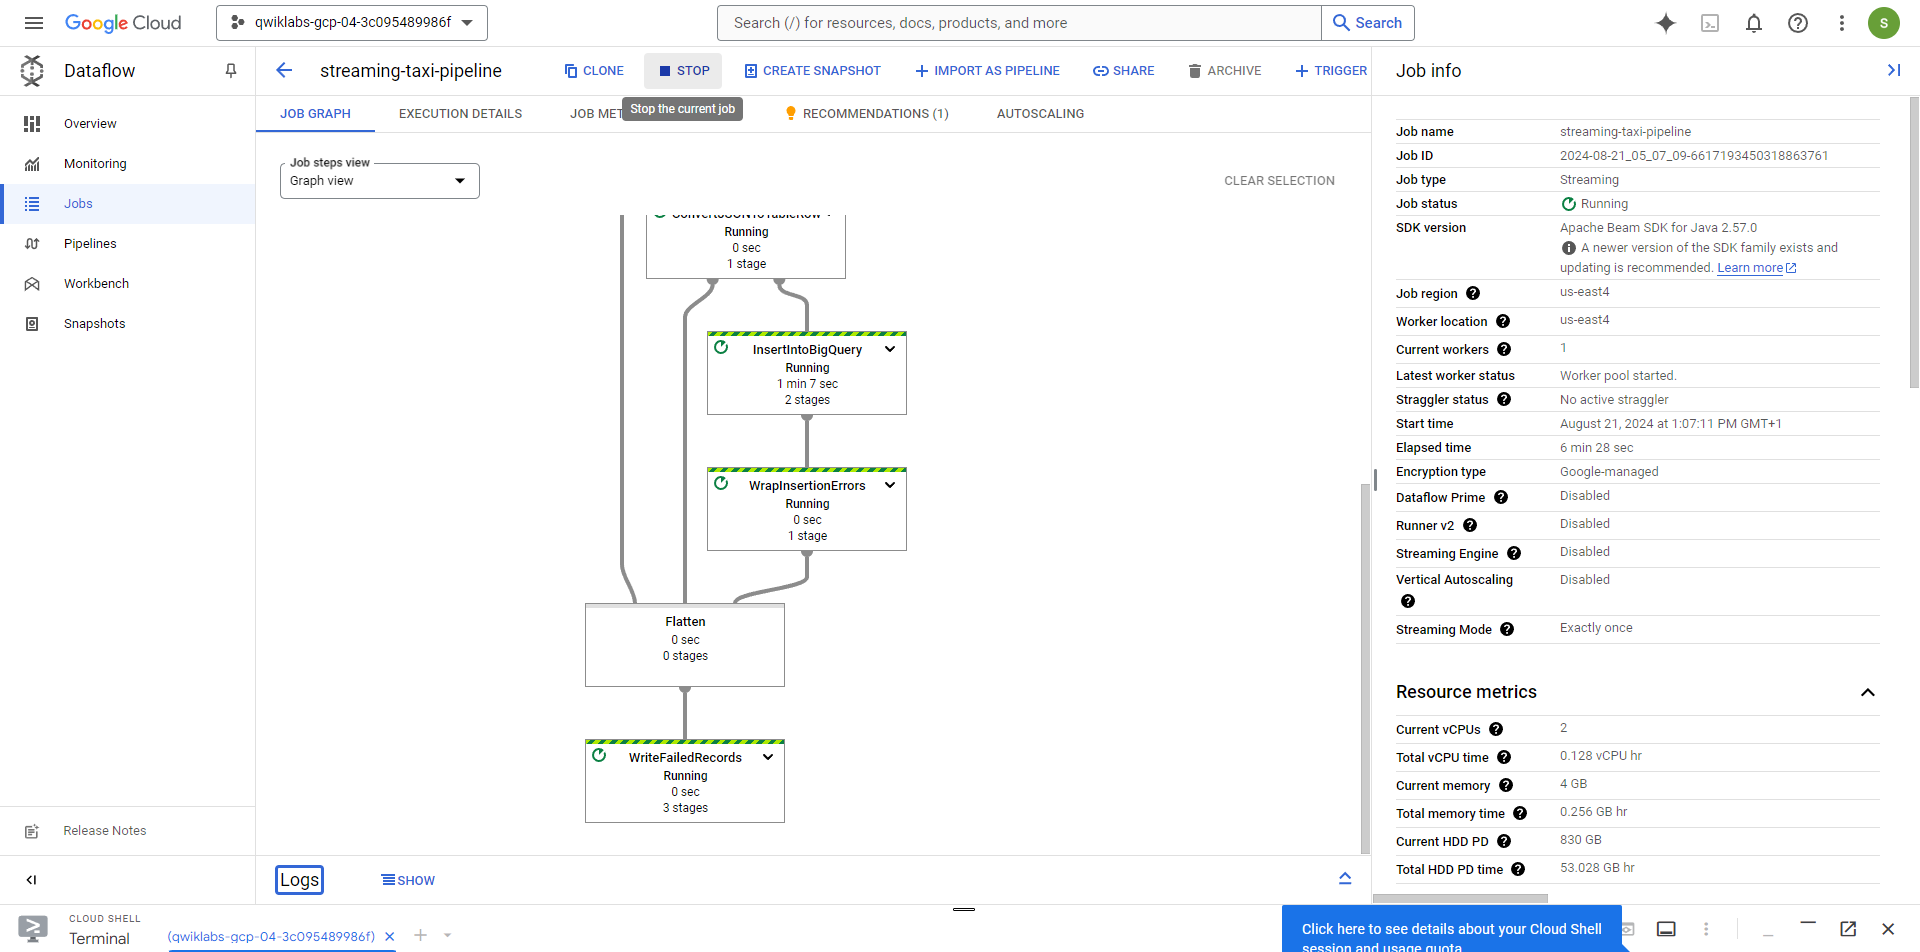 Google Cloud
qwiklabs-gcp-04-3c095489986f
Search (/) for resources, docs, products, and more
Search
S
Dataflow
Overview
Monitoring
Jobs
Pipelines
Workbench
Snapshots
Release Notes
streaming-taxi-pipeline
CLONE
STOP
CREATE SNAPSHOT
IMPORT AS PIPELINE
SHARE
ARCHIVE
TRIGGER
Stop the current job
JOB GRAPH
EXECUTION DETAILS
JOB MET
RECOMMENDATIONS (1)
AUTOSCALING
Job steps view
Graph view
CLEAR SELECTION
ConvertJSONToTableRow
Running
0 sec
1 stage
InsertIntoBigQuery
Running
1 min 7 sec
2 stages
WrapInsertionErrors
Running
0 sec
1 stage
Flatten
0 sec
0 stages
WriteFailedRecords
Running
0 sec
3 stages
Logs
SHOW
Job info
Job name streaming-taxi-pipeline
Job ID 2024-08-21_05_07_09-6617193450318863761
Job type Streaming
Job status Running
SDK version Apache Beam SDK for Java 2.57.0
A newer version of the SDK family exists and
updating is recommended. Learn more
Job region us-east4
Worker location us-east4
Current workers 1
Latest worker status Worker pool started.
Straggler status No active straggler
Start time August 21, 2024 at 1:07:11 PM GMT+1
Elapsed time 6 min 28 sec
Encryption type Google-managed
Dataflow Prime Disabled
Runner v2 Disabled
Streaming Engine Disabled
Vertical Autoscaling Disabled
Streaming Mode Exactly once
Resource metrics
Current vCPUs 2
Total vCPU time 0.128 vCPU hr
Current memory 4 GB
Total memory time 0.256 GB hr
Current HDD PD 830 GB
Total HDD PD time 53.028 GB hr
CLOUD SHELL
Terminal
(qwiklabs-gcp-04-3c095489986f)
Click here to see details about your Cloud Shell
session and usage quota